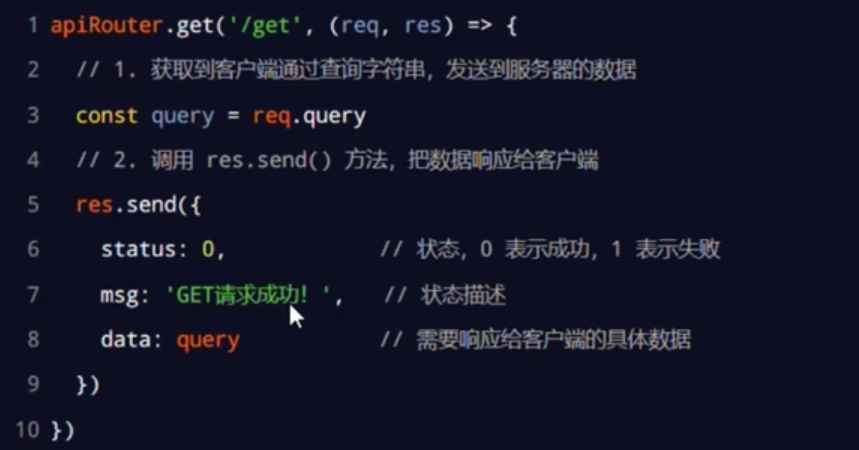 1 apiRouter.get('/get', (req, res) => {
2 // 1. 获取到客户端通过查询字符串，发送到服务器的数据
3 const query = req.query
4 // 2. 调用 res.send() 方法，把数据响应给客户端
5 res.send({
6 status: 0, // 状态，0 表示成功，1 表示失败
7 msg: 'GET请求成功！', // 状态描述
8 data: query // 需要响应给客户端的具体数据
9 })
10 })